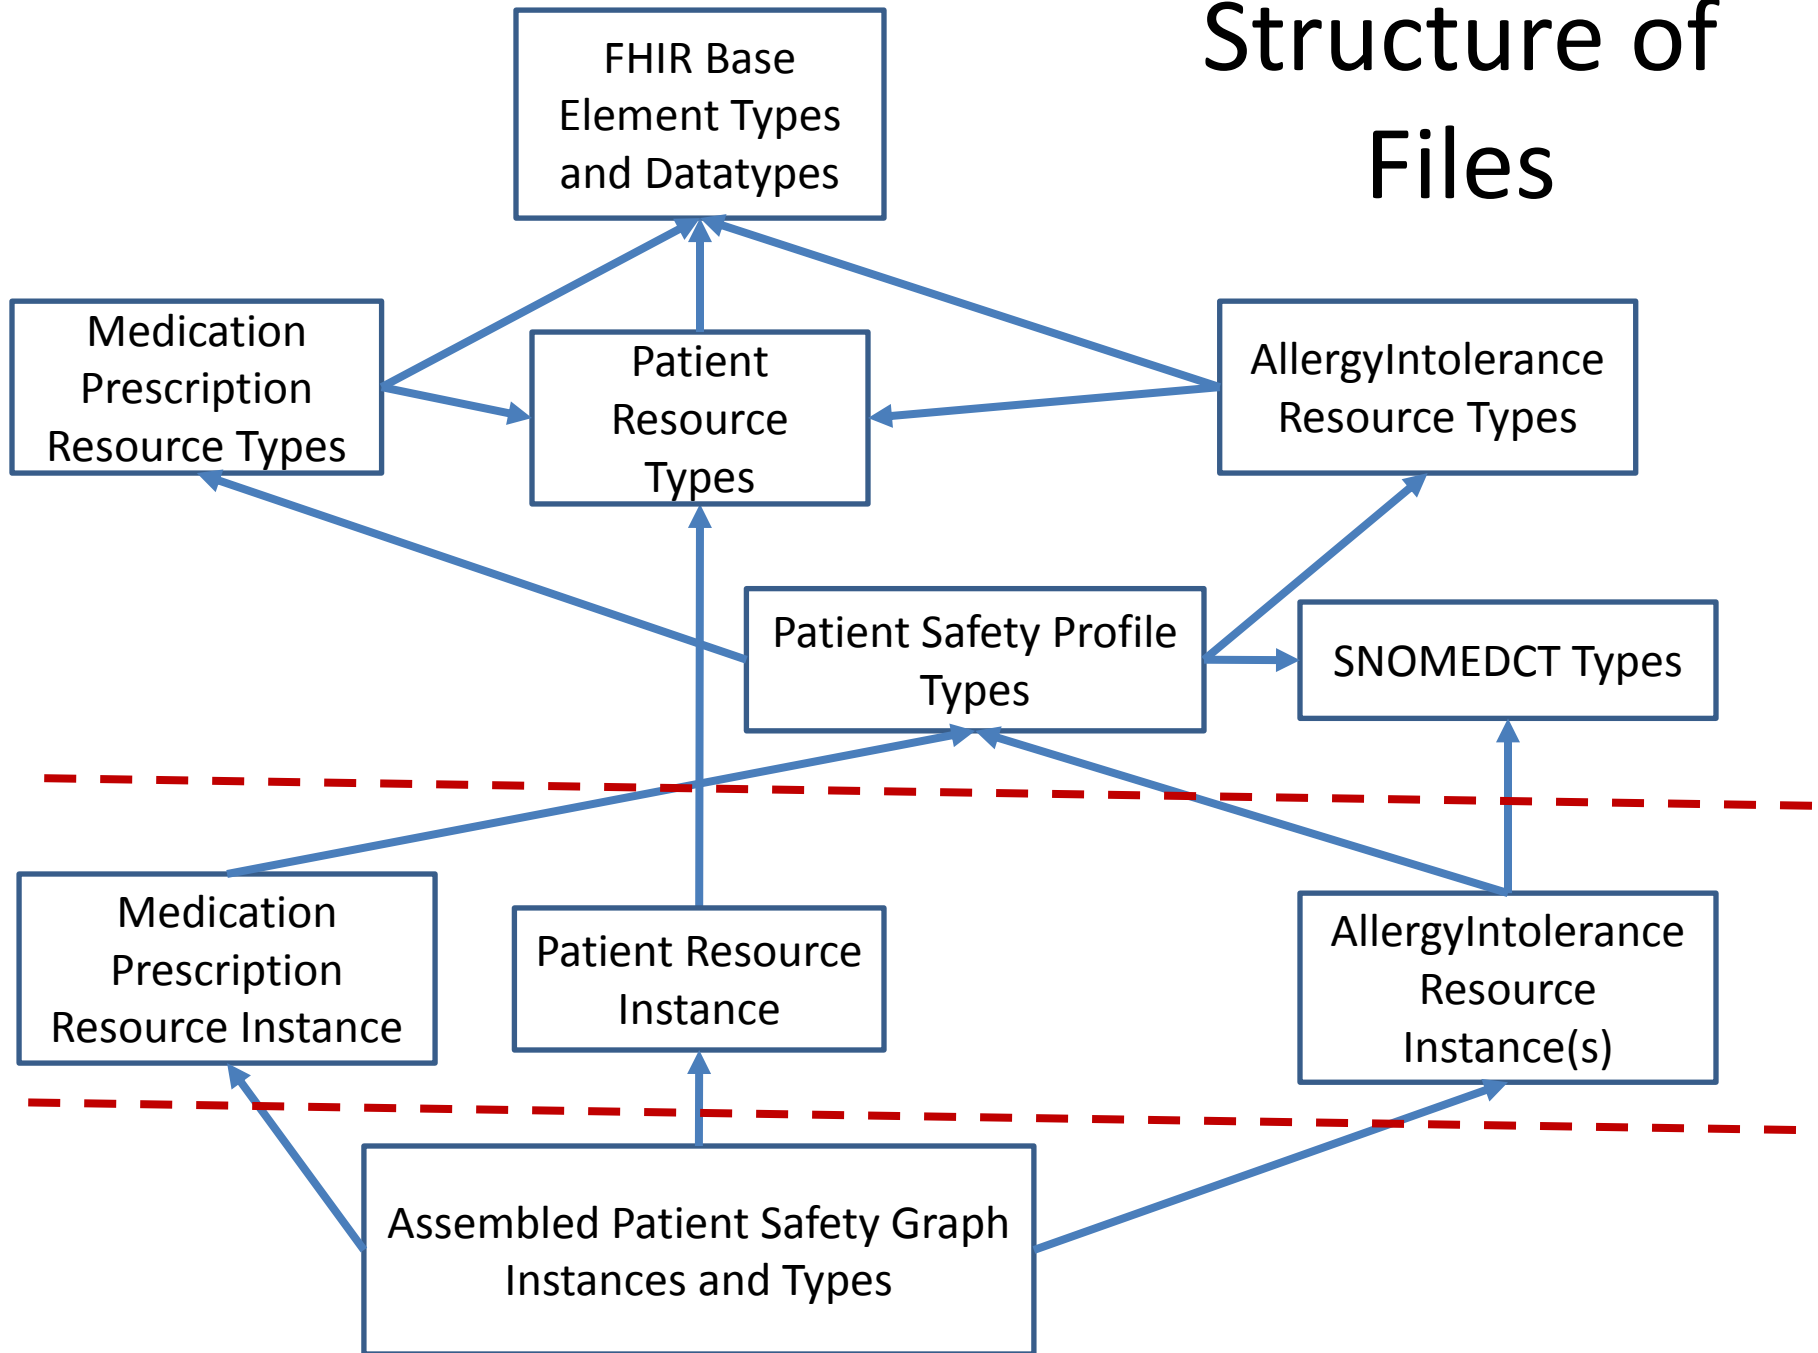 Structure of
Files
FHIR Base
Element Types
and Datatypes
Medication
Prescription
Resource Types
Patient
Resource
Types
AllergyIntolerance
Resource Types
Patient Safety Profile
Types
SNOMEDCT Types
Medication
Prescription
Resource Instance
Patient Resource
Instance
AllergyIntolerance
Resource
Instance(s)
Assembled Patient Safety Graph
Instances and Types